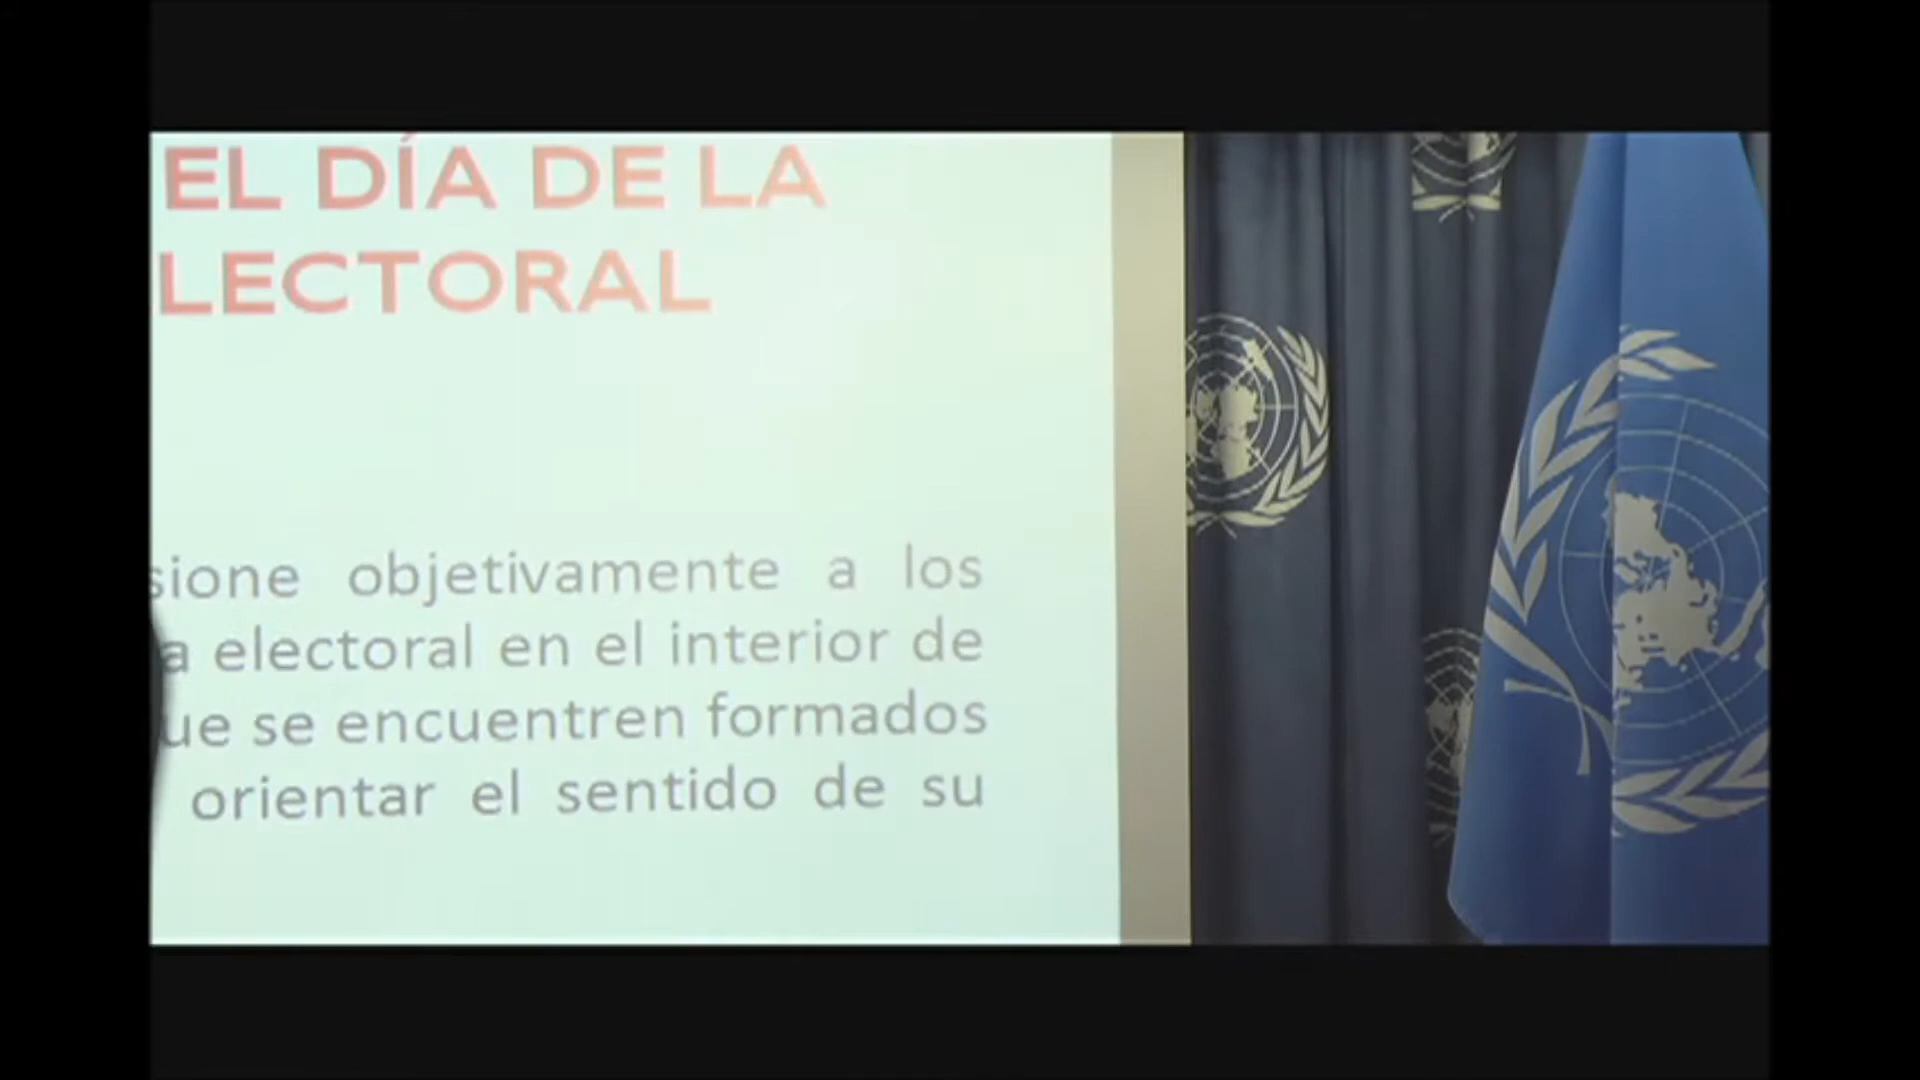 EL DÍA DE LA
LECTORAL
sione objetivamente a los
a electoral en el interior de
ue se encuentren formados
orientar el sentido de su